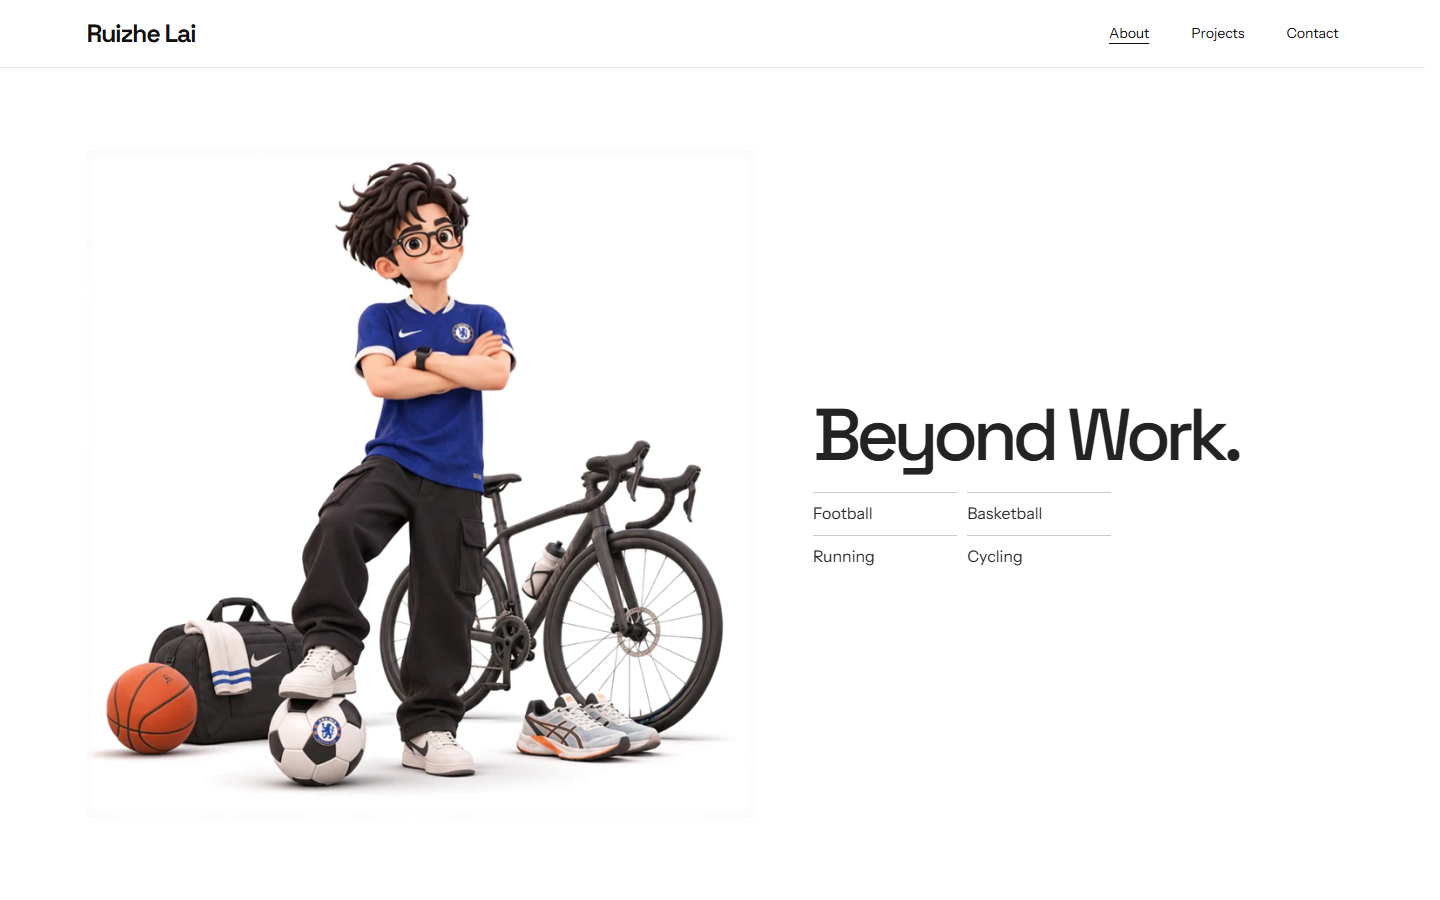 Ruizhe Lai
About
Projects
Contact
Beyond Work.
Football
Basketball
Running
Cycling